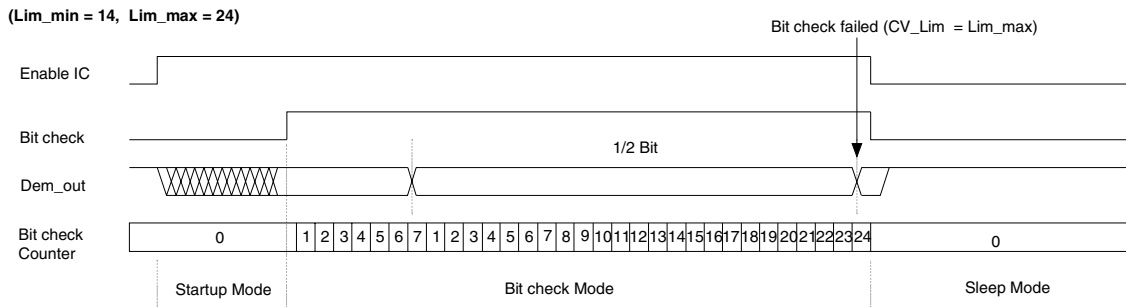 (Lim_min = 14, Lim_max = 24)
Bit check failed (CV_Lim = Lim_max)
Enable IC
Bit check
1/2 Bit
Dem_out
Bit check
Counter
0 1 2 3 4 5 6 7 1 2 3 4 5 6 7 8 9 10 11 12 13 14 15 16 17 18 19 20 21 22 23 24 0
Startup Mode Bit check Mode Sleep Mode